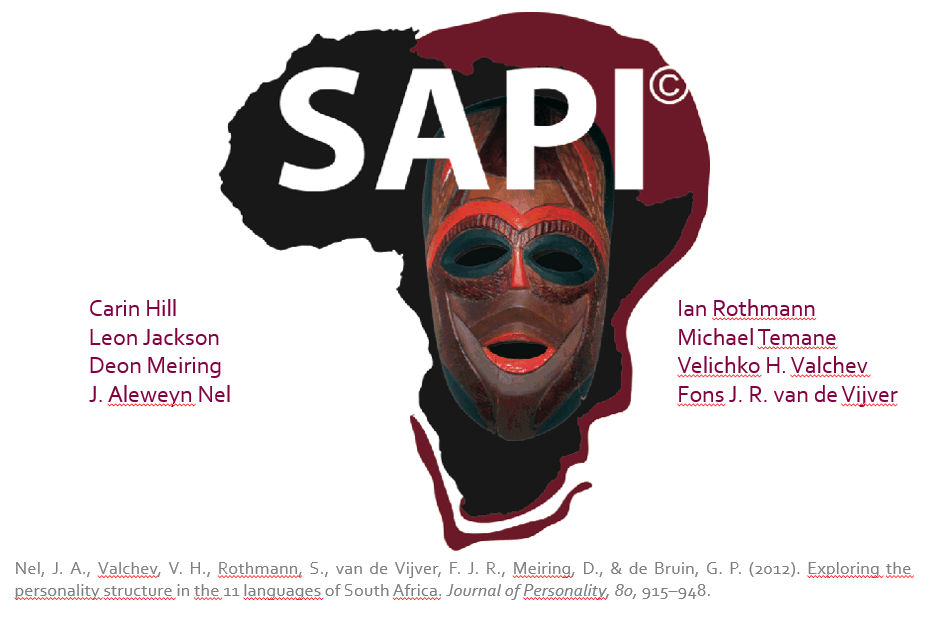 SAPI©
Carin Hill
Leon Jackson
Deon Meiring
J. Aleweyn Nel
Ian Rothmann
Michael Temane
Velichko H. Valchev
Fons J. R. van de Vijver
Nel, J. A., Valchev, V. H., Rothmann, S., van de Vijver, F. J. R., Meiring, D., & de Bruin, G. P. (2012). Exploring the
personality structure in the 11 languages of South Africa. Journal of Personality, 80, 915–948.